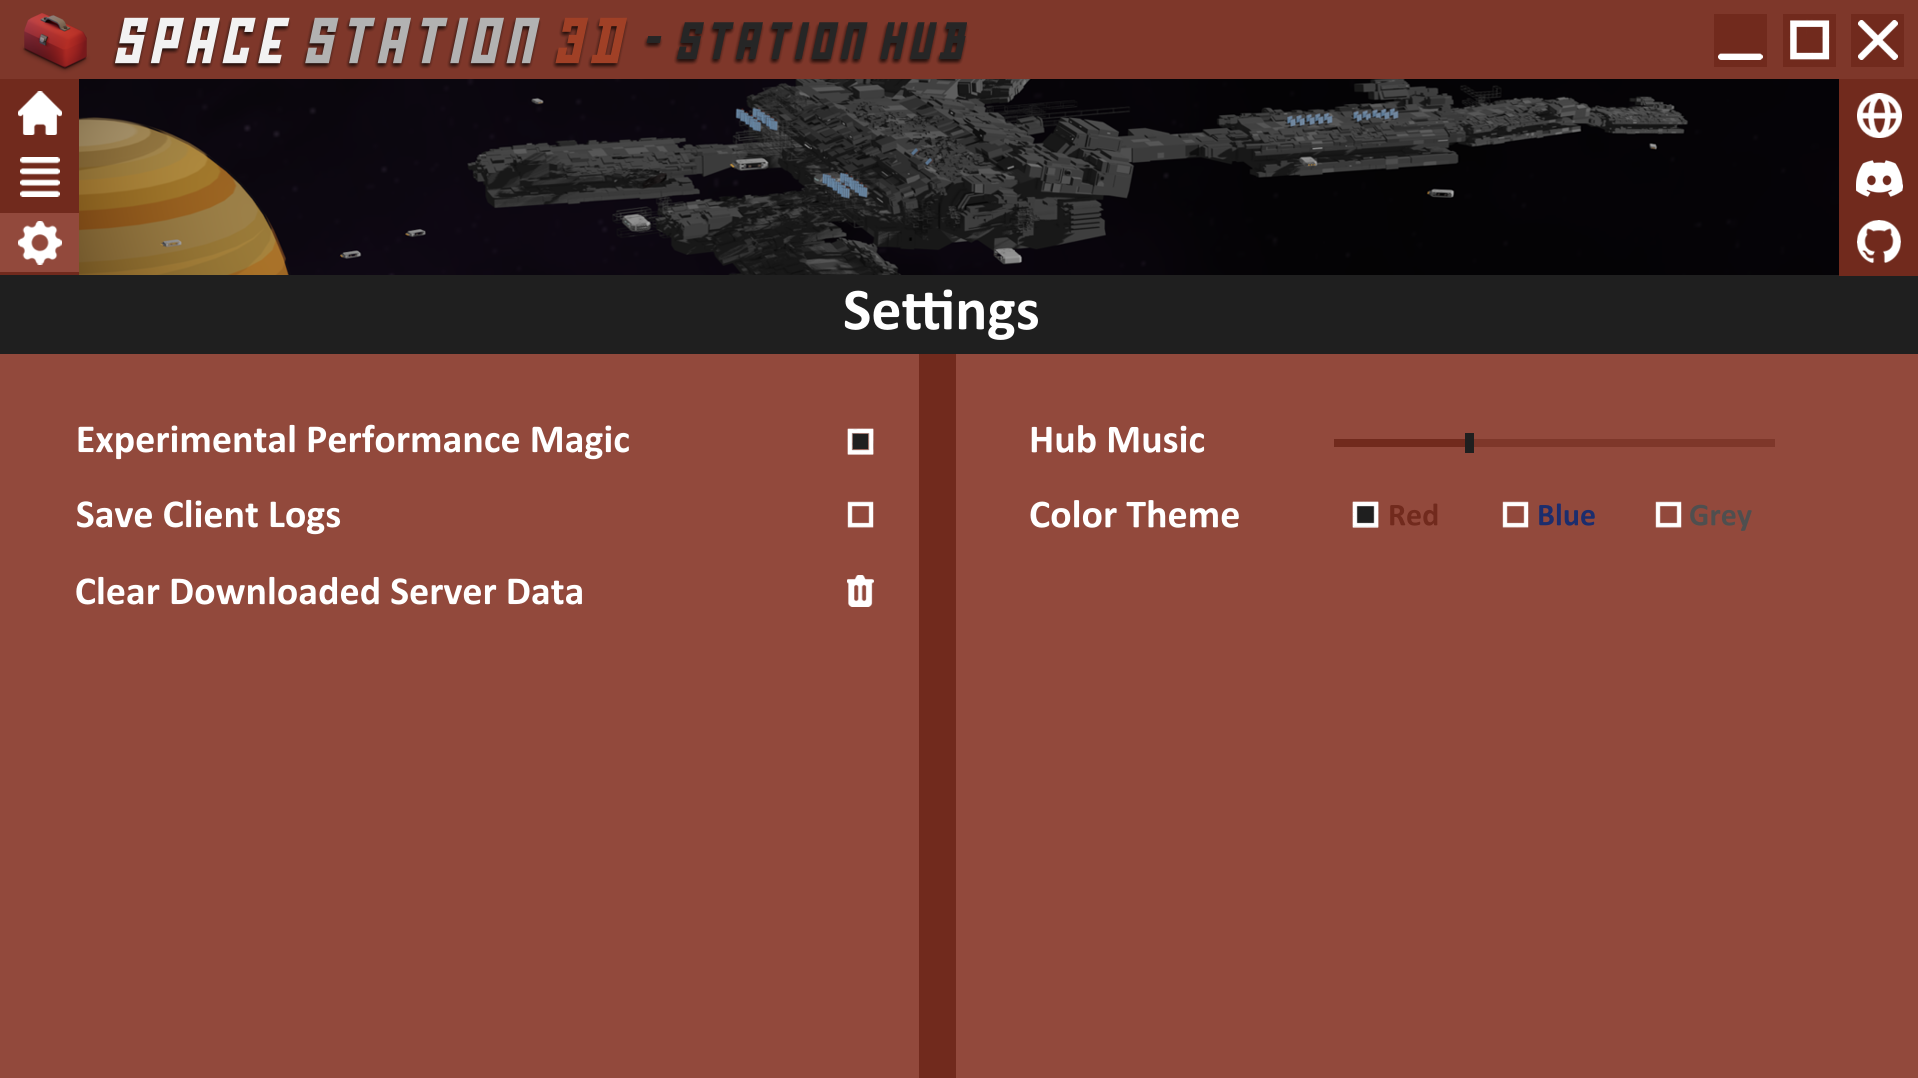 SPACE STATION 3D - STATION HUB
Settings
Experimental Performance Magic
Save Client Logs
Clear Downloaded Server Data
Hub Music
Color Theme Red Blue Grey